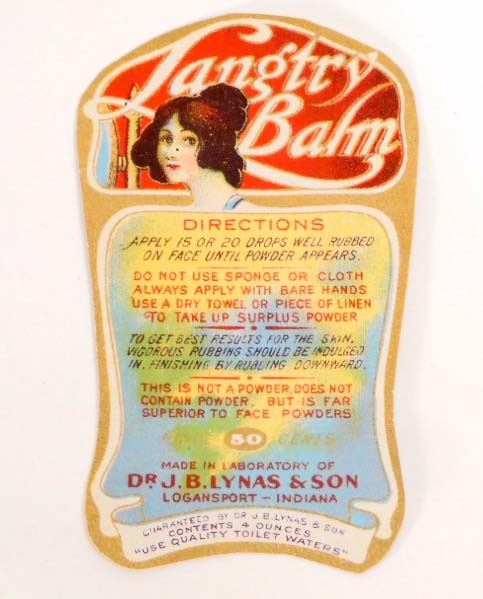 Langtry
Balm
DIRECTIONS
APPLY 15 OR 20 DROPS WELL RUBBED
ON FACE UNTIL POWDER APPEARS.
DO NOT USE SPONGE OR CLOTH
ALWAYS APPLY WITH BARE HANDS
USE A DRY TOWEL OR PIECE OF LINEN
TO TAKE UP SURPLUS POWDER
TO GET BEST RESULTS FOR THE SKIN,
VIGOROUS RUBBING SHOULD BE INDULGED
IN, FINISHING BY RUBBING DOWNWARD.
THIS IS NOT A POWDER, DOES NOT
CONTAIN POWDER, BUT IS FAR
SUPERIOR TO FACE POWDERS
PRICE 50 CENTS
MADE IN LABORATORY OF
DR. J. B. LYNAS & SON
LOGANSPORT ~ INDIANA
GUARANTEED BY DR J.B. LYNAS & SON
CONTENTS 4 OUNCES
"USE QUALITY TOILET WATERS"